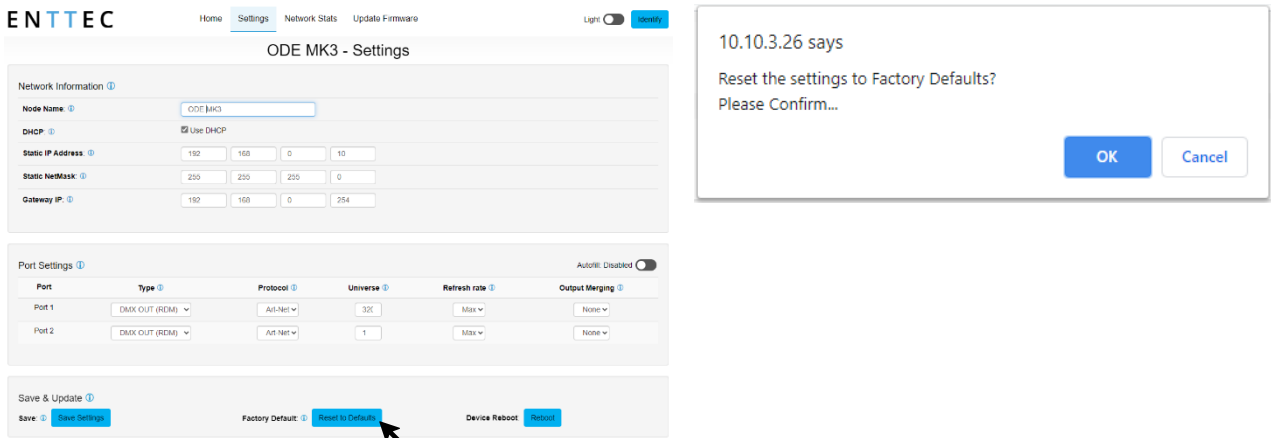 ENTTEC
Home Settings Network Stats Update Firmware Light Identify
ODE MK3 - Settings
Network Information
Node Name: ODE MK3
DHCP: Use DHCP
Static IP Address: 192 168 0 10
Static NetMask: 255 255 255 0
Gateway IP: 192 168 0 254
Port Settings Autofill: Disabled
Port Type Protocol Universe Refresh rate Output Merging
Port 1 DMX OUT (RDM) Art-Net 32 Max None
Port 2 DMX OUT (RDM) Art-Net 1 Max None
Save & Update
Save: Save Settings Factory Default: Reset to Defaults Device Reboot Reboot
10.10.3.26 says
Reset the settings to Factory Defaults?
Please Confirm...
OK Cancel